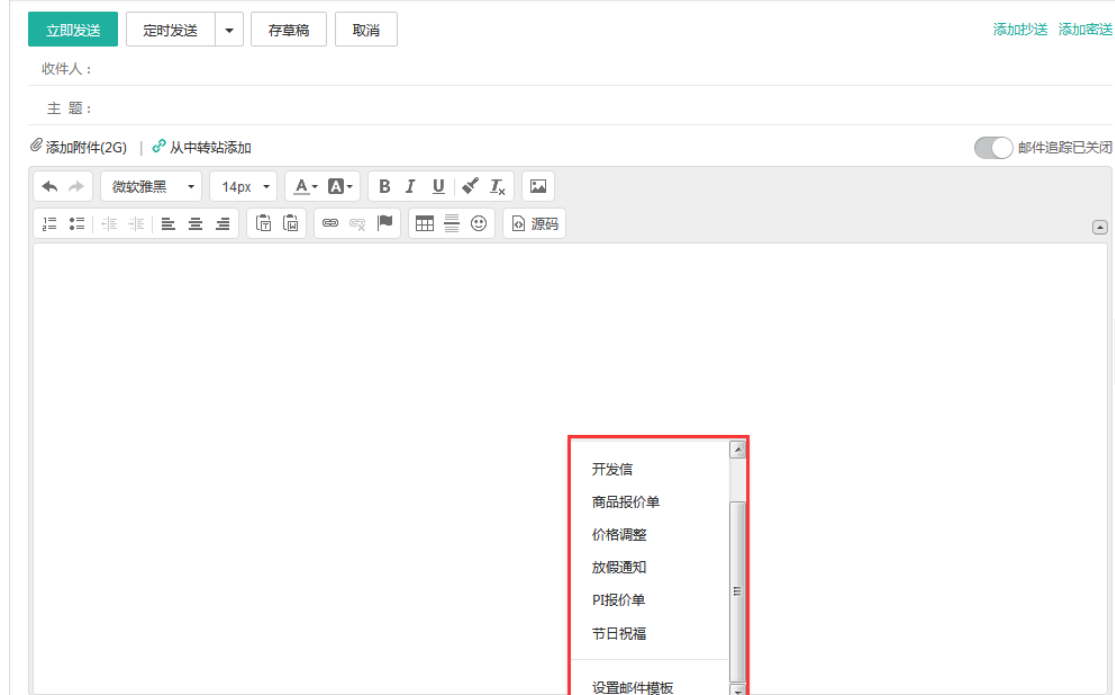 立即发送 定时发送 存草稿 取消 添加抄送 添加密送
收件人：
主 题：
添加附件(2G) | 从中转站添加 邮件追踪已关闭
微软雅黑 14px A A B I U Tx
源码
开发信
商品报价单
价格调整
放假通知
PI报价单
节日祝福
设置邮件模板